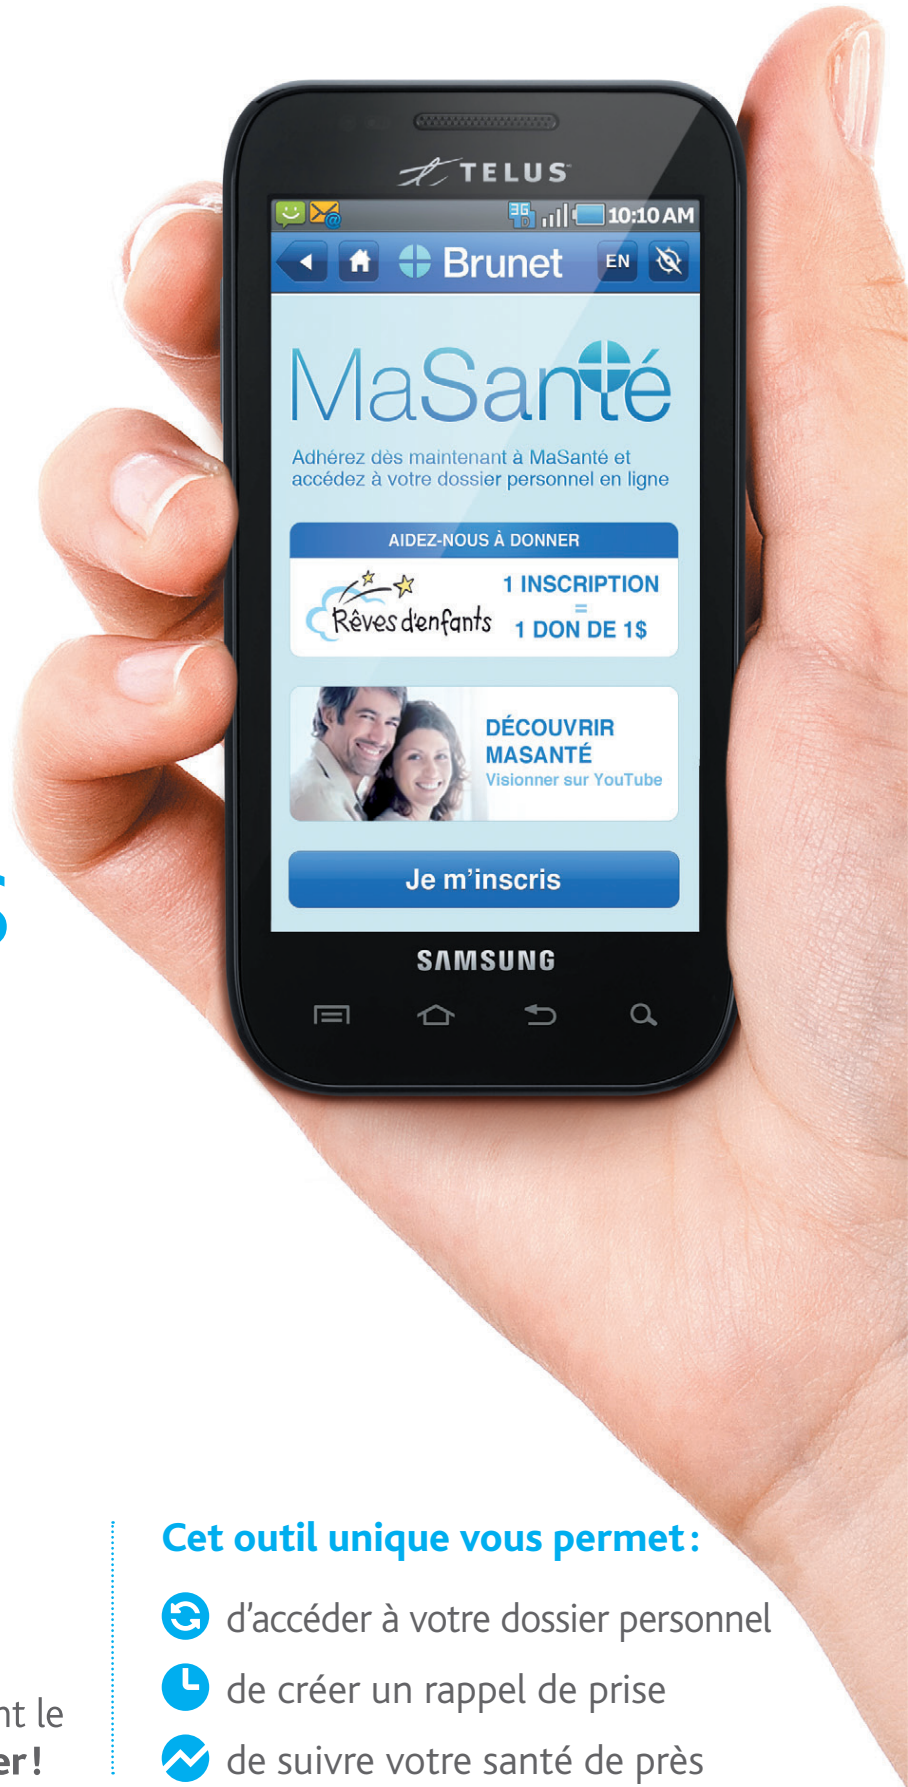 TELUS
3G 10:10 AM
Brunet EN
MaSanté
Adhérez dès maintenant à MaSanté et
accédez à votre dossier personnel en ligne
AIDEZ-NOUS À DONNER
Rêves d'enfants
1 INSCRIPTION
=
1 DON DE 1$
DÉCOUVRIR
MASANTÉ
Visionner sur YouTube
Je m'inscris
SAMSUNG
Cet outil unique vous permet :
d'accéder à votre dossier personnel
de créer un rappel de prise
de suivre votre santé de près
nt le
er !